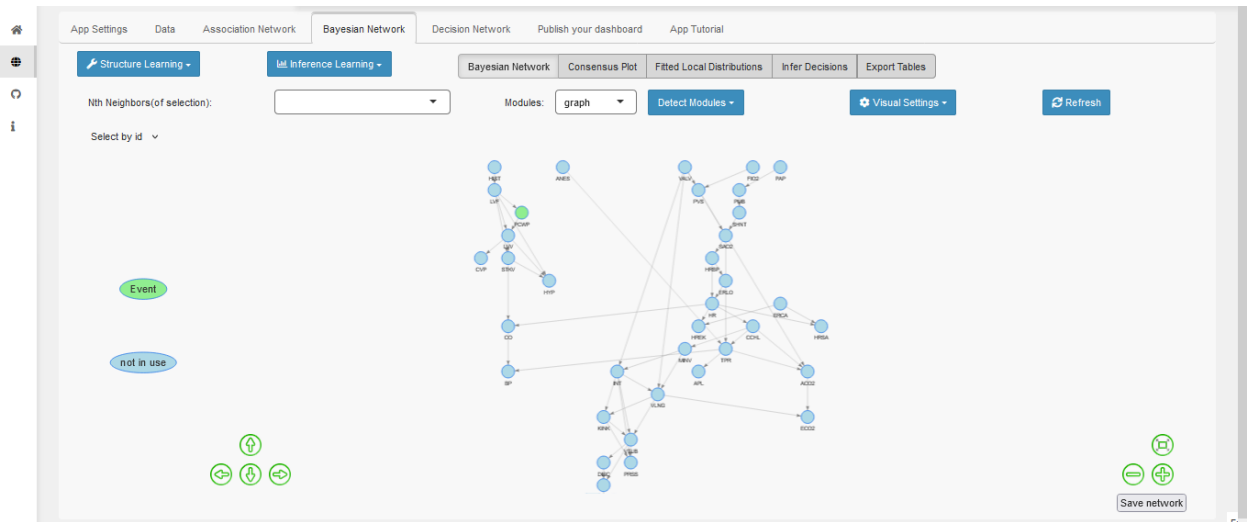 App Settings Data Association Network Bayesian Network Decision Network Publish your dashboard App Tutorial
Structure Learning Inference Learning Bayesian Network Consensus Plot Fitted Local Distributions Infer Decisions Export Tables
Nth Neighbors(of selection): Modules: graph Detect Modules Visual Settings Refresh
Select by id
HIST ANES VALV FIO2 PAP
LVF PVS PMB
PCWP SHNT
SAO2
CVP STKV HRBP
HYP ERLO
HR ERCA
CO HREK CCHL HRSA
MINV TPR
BP INT APL ACO2
VLNG
KINK ECO2
DISC PRSS
Event
not in use
Save network